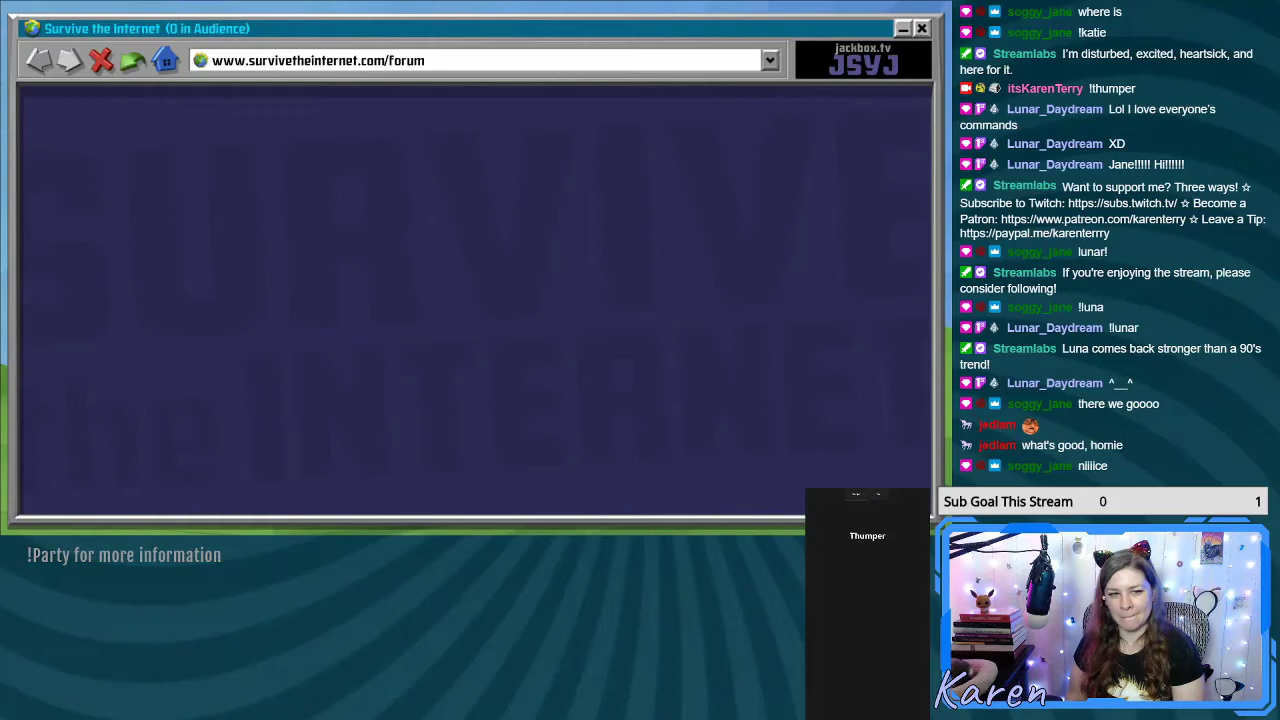 Survive the Internet (0 in Audience)
www.survivetheinternet.com/forum
jackbox.tv
JSYJ
SURVIVE
THE INTERNET
!Party for more information
Thumper
soggy_jane where is
soggy_jane !katie
Streamlabs I'm disturbed, excited, heartsick, and
here for it.
itsKarenTerry !thumper
Lunar_Daydream Lol I love everyone's
commands
Lunar_Daydream XD
Lunar_Daydream Jane!!!!! Hi!!!!!!
Streamlabs Want to support me? Three ways! ☆
Subscribe to Twitch: https://subs.twitch.tv/ ☆ Become a
Patron: https://www.patreon.com/karenterry ☆ Leave a Tip:
https://paypal.me/karenterrry
soggy_jane lunar!
Streamlabs If you're enjoying the stream, please
consider following!
soggy_jane !luna
Lunar_Daydream !lunar
Streamlabs Luna comes back stronger than a 90's
trend!
Lunar_Daydream ^__^
soggy_jane there we goooo
jedlam
jedlam what's good, homie
soggy_jane niiiice
Sub Goal This Stream 0 1
Karen